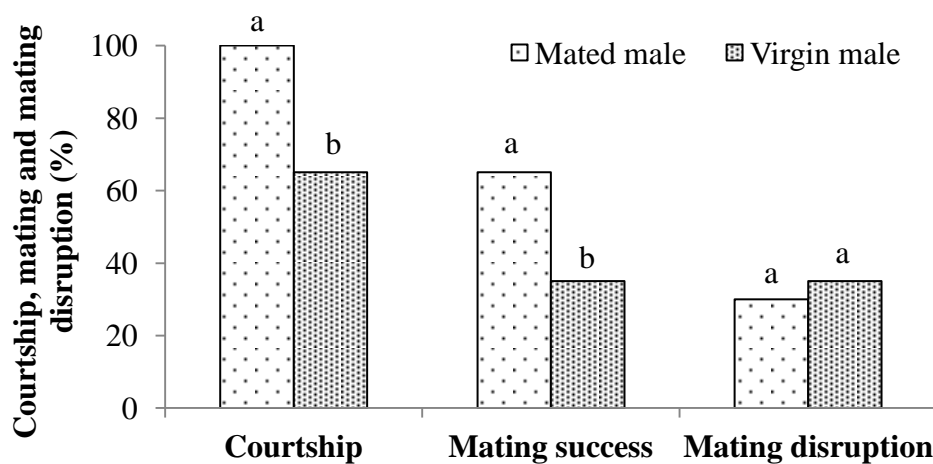 Courtship, mating and mating
disruption (%)
100
80
60
40
20
0
a
b
a
b
a
a
Mated male
Virgin male
Courtship
Mating success
Mating disruption